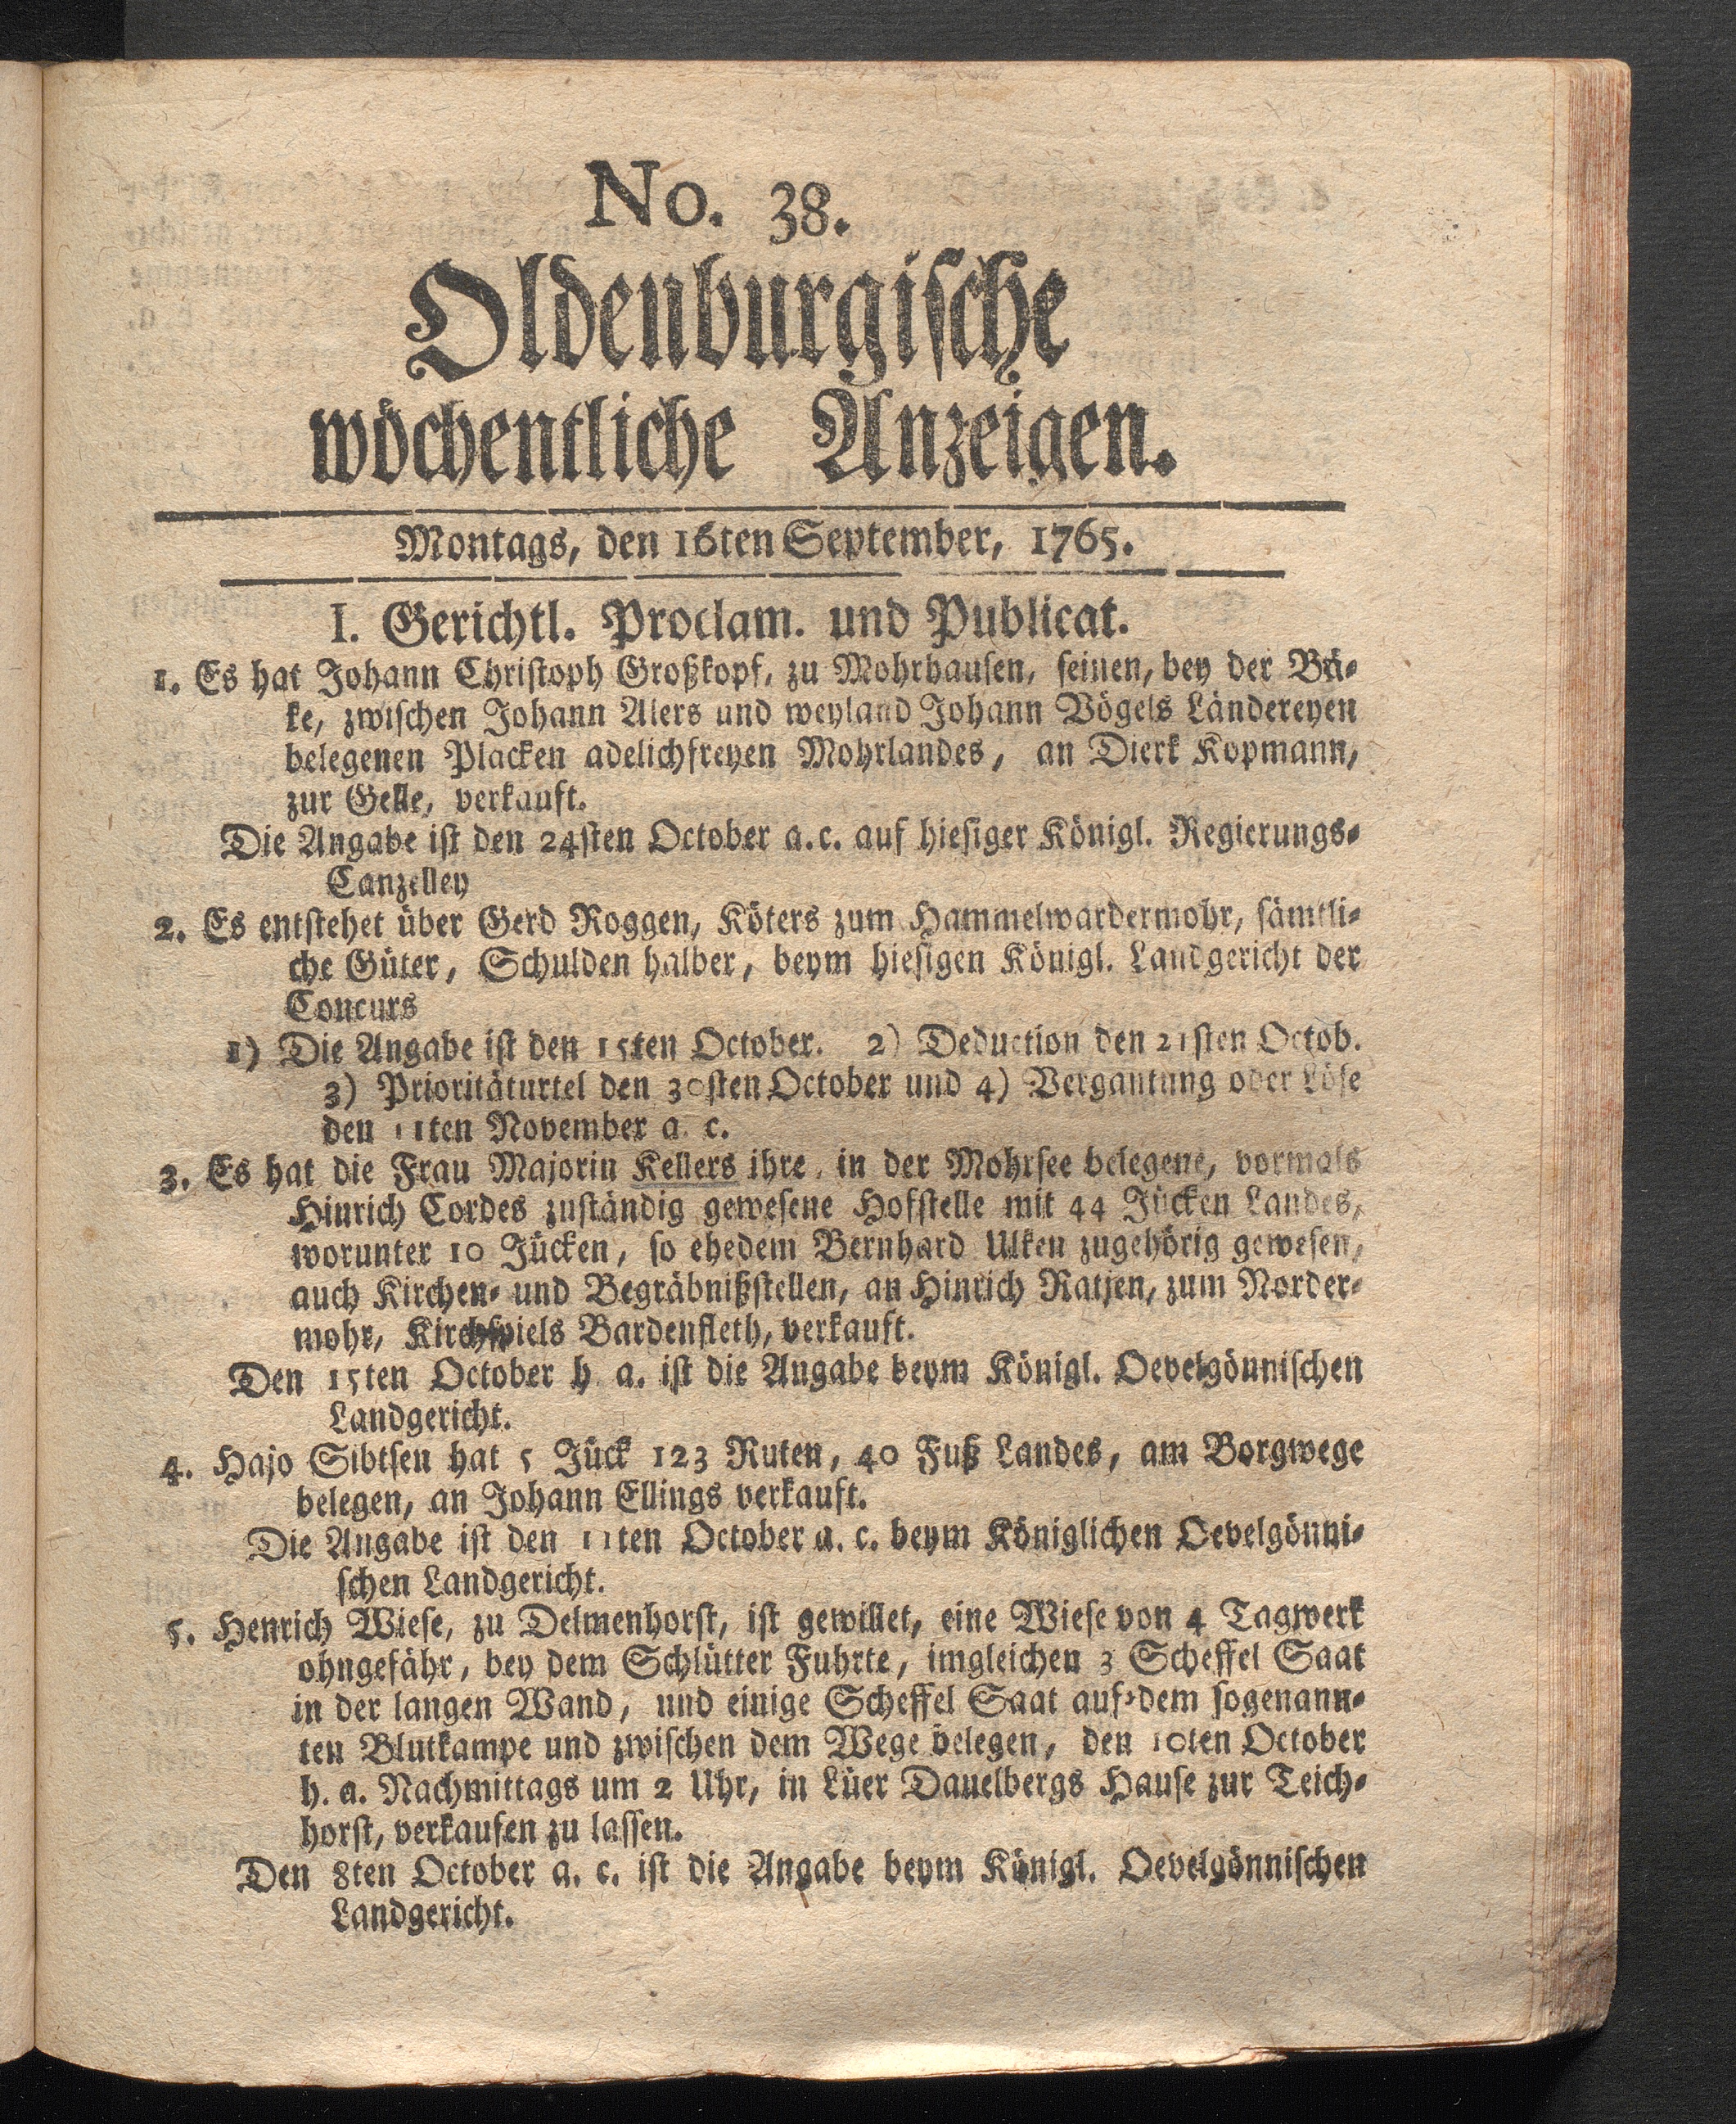 No. 38.
Oldenburgische
wöchentliche Anzeigen.
Montags, den 16ten September, 1765.
I. Gerichtl. Proclam. und Publicat.
1. Es hat Johann Christoph Großkopf, zu Mohrhausen, seinen, bey der Bä-
ke, zwischen Johann Alers und weyland Johann Vögels Ländereyen
belegenen Placken adelichfreyen Mohrlandes, an Dierk Kopmann,
zur Gelle, verkauft.
Die Angabe ist den 24sten October a. c. auf hiesiger Königl. Regierungs-
Canzelley
2. Es entstehet über Gerd Roggen, Köters zum Hammelwardermohr, sämtli-
che Güter, Schulden halber, beym hiesigen Königl. Landgericht der
Concurs
1) Die Angabe ist den 15ten October. 2) Deduction den 21sten Octob.
3) Prioritäturtel den 30sten October und 4) Vergantung oder Löse
den 11ten November a. c.
3. Es hat die Frau Majorin Kellers ihre, in der Mohrsee belegene, vormals
Hinrich Cordes zuständig gewesene Hofstelle mit 44 Jücken Landes,
worunter 10 Jücken, so ehedem Bernhard Ulken zugehörig gewesen,
auch Kirchen- und Begräbnißstellen, an Hinrich Ratjen, zum Norder-
mohr, Kirchspiels Bardenfleth, verkauft.
Den 15ten October h. a. ist die Angabe beym Königl. Oevelgönnischen
Landgericht.
4. Hajo Sibtsen hat 5 Jück 123 Ruten, 40 Fuß Landes, am Borgwege
belegen, an Johann Ellings verkauft.
Die Angabe ist den 11ten October a. c. beym Königlichen Oevelgönni-
schen Landgericht.
5. Henrich Wiese, zu Delmenhorst, ist gewillet, eine Wiese von 4 Tagwerk
ohngefähr, bey dem Schlütter Fuhrte, imgleichen 3 Scheffel Saat
in der langen Wand, und einige Scheffel Saat auf dem sogenann-
ten Blutkampe und zwischen dem Wege belegen, den 10ten October
h. a. Nachmittags um 2 Uhr, in Lüer Dauelbergs Hause zur Teich-
horst, verkaufen zu lassen.
Den 8ten October a. c. ist die Angabe beym Königl. Oevelgönnischen
Landgericht.